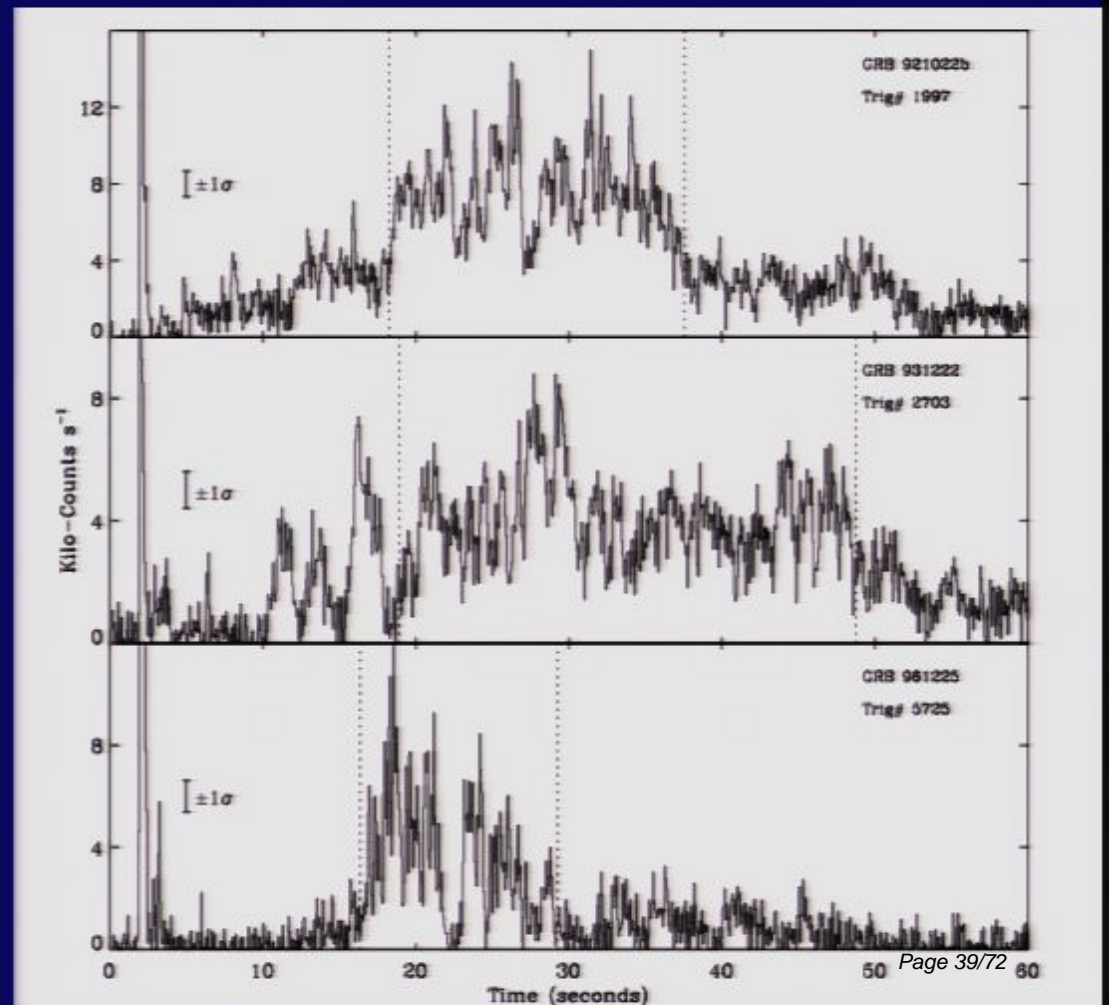 GRB 921022b
Trig# 1997
12
8
4
0
±1σ
GRB 931222
Trig# 2703
8
4
0
±1σ
Kilo-Counts s⁻¹
GRB 961225
Trig# 5725
8
4
0
±1σ
0 10 20 30 40 50 60
Page 39/72
Time (seconds)